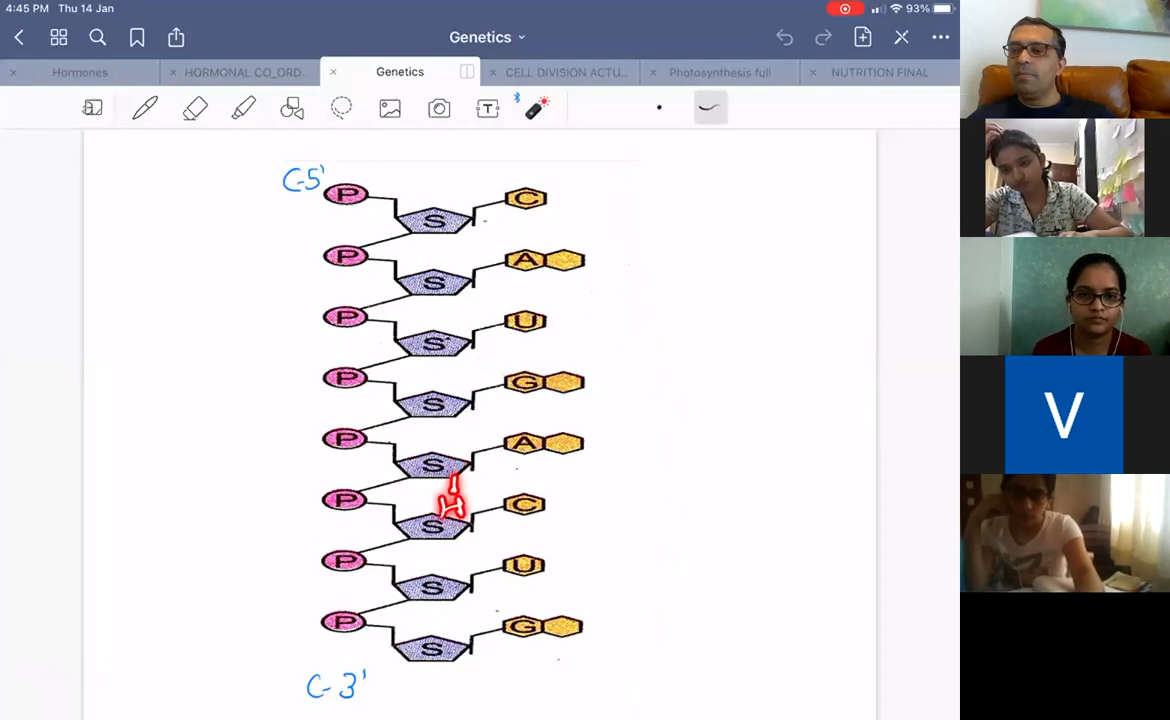 4:45 PM Thu 14 Jan
93%
Genetics
Hormones
HORMONAL CO_ORD...
Genetics
CELL DIVISION ACTU...
Photosynthesis full
NUTRITION FINAL
T
C-5'
P
S
C
P
S
A
P
S
U
P
S
G
P
S
A
H
P
S
C
P
S
U
P
S
G
C-3'
V